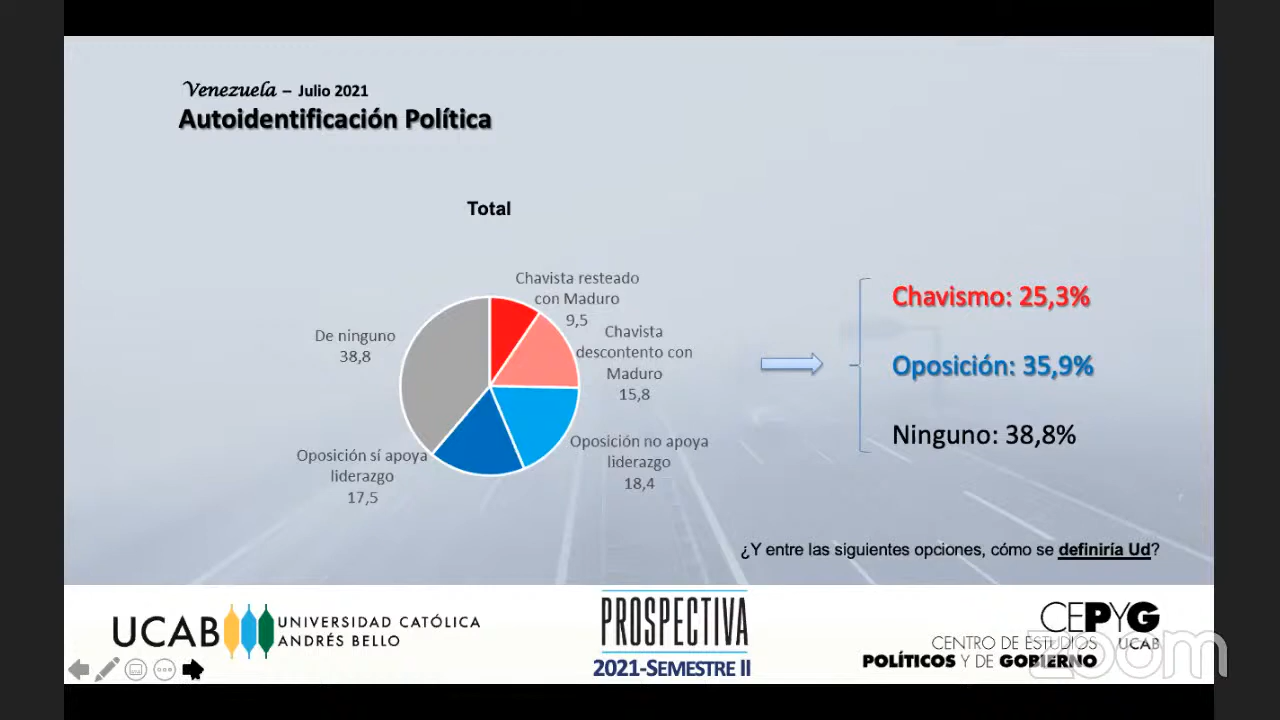 Venezuela – Julio 2021
Autoidentificación Política
Total
Chavista resteado
con Maduro
9,5
Chavista
descontento con
Maduro
15,8
Oposición no apoya
liderazgo
18,4
Oposición sí apoya
liderazgo
17,5
De ninguno
38,8
Chavismo: 25,3%
Oposición: 35,9%
Ninguno: 38,8%
¿Y entre las siguientes opciones, cómo se definiría Ud?
UCAB
UNIVERSIDAD CATÓLICA
ANDRÉS BELLO
PROSPECTIVA
2021-SEMESTRE II
CEPYG
UCAB
CENTRO DE ESTUDIOS
POLÍTICOS Y DE GOBIERNO
zoom